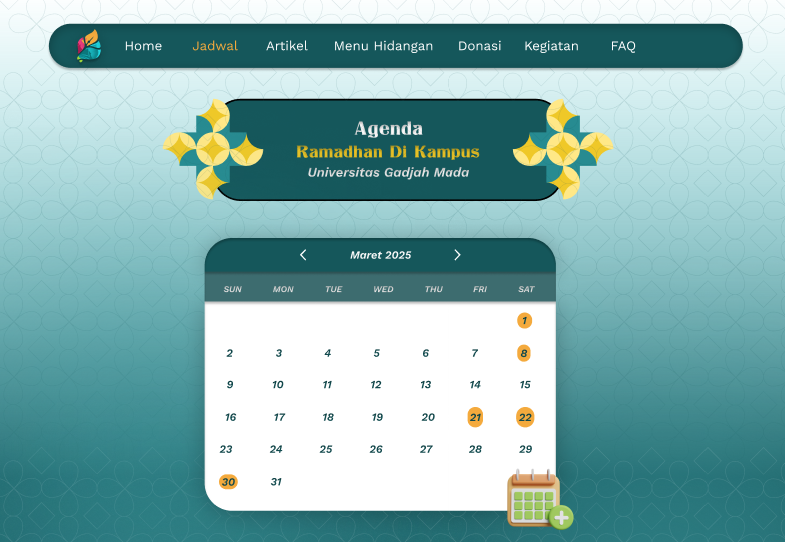 Home Jadwal Artikel Menu Hidangan Donasi Kegiatan FAQ
Agenda
Ramadhan Di Kampus
Universitas Gadjah Mada
Maret 2025
SUN MON TUE WED THU FRI SAT
1
2 3 4 5 6 7 8
9 10 11 12 13 14 15
16 17 18 19 20 21 22
23 24 25 26 27 28 29
30 31